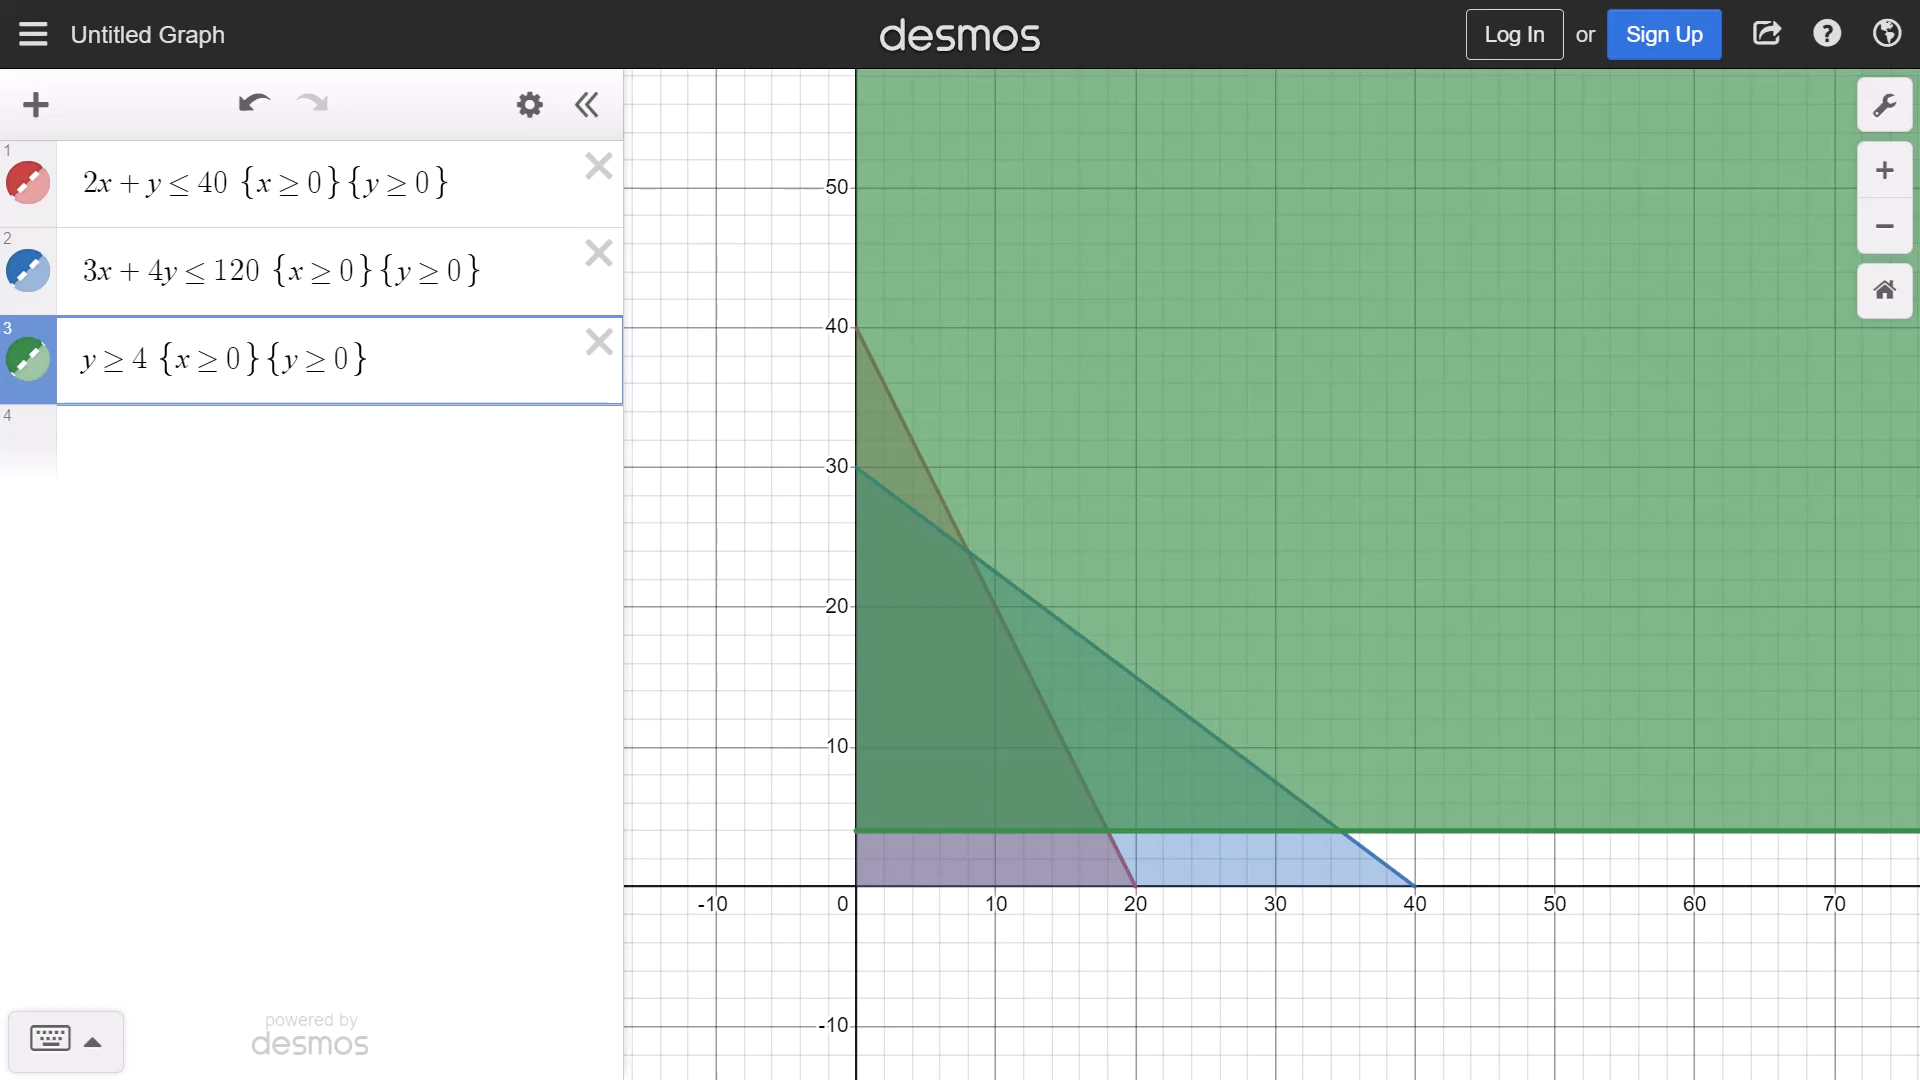 Untitled Graph
desmos
Log In or Sign Up
1
2x + y ≤ 40 {x ≥ 0}{y ≥ 0}
2
3x + 4y ≤ 120 {x ≥ 0}{y ≥ 0}
3
y ≥ 4 {x ≥ 0}{y ≥ 0}
4
powered by
desmos
50
40
30
20
10
-10 0 10 20 30 40 50 60 70
-10